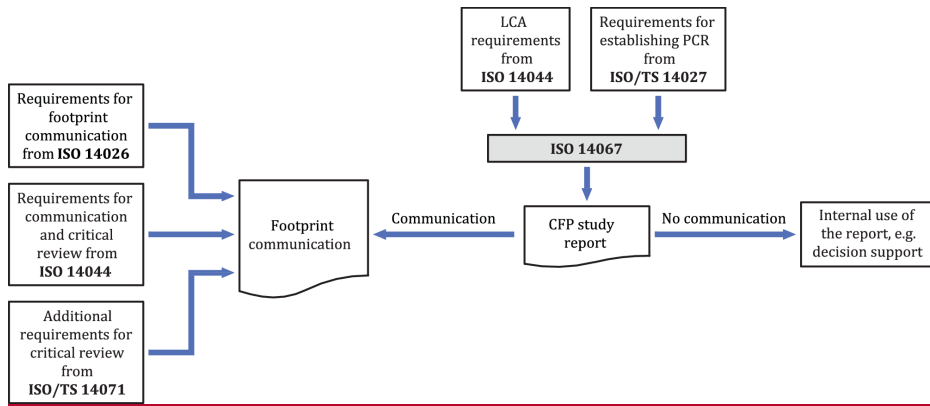 LCA
requirements
from
ISO 14044
Requirements for
establishing PCR
from
ISO/TS 14027
Requirements for
footprint
communication
from ISO 14026
ISO 14067
Requirements for
communication
and critical
review from
ISO 14044
Footprint
communication
Communication
CFP study
report
No communication
Internal use of
the report, e.g.
decision support
Additional
requirements for
critical review
from
ISO/TS 14071